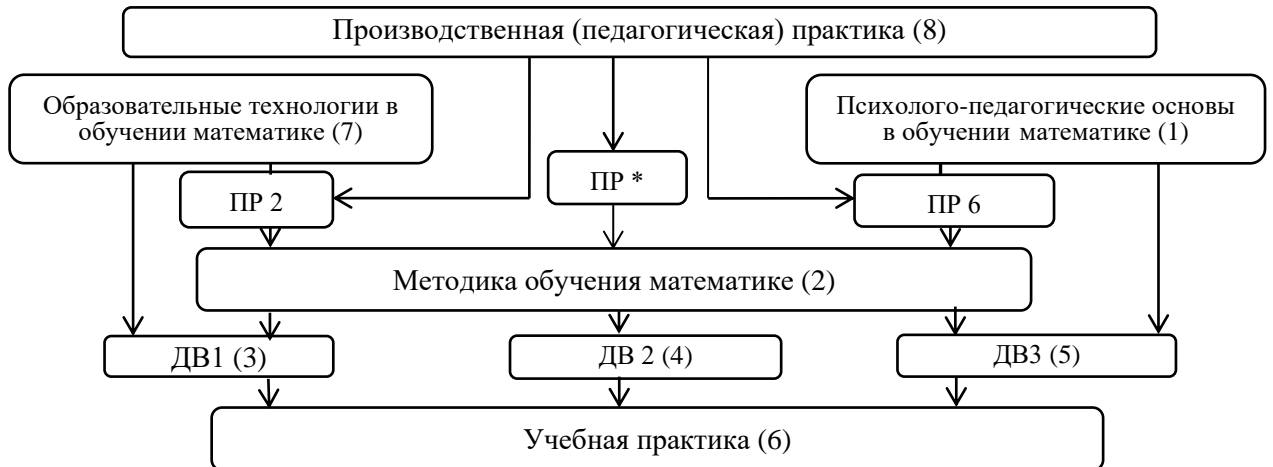 Производственная (педагогическая) практика (8)
Образовательные технологии в
обучении математике (7)
Психолого-педагогические основы
в обучении математике (1)
ПР 2
ПР *
ПР 6
Методика обучения математике (2)
ДВ1 (3)
ДВ 2 (4)
ДВ3 (5)
Учебная практика (6)